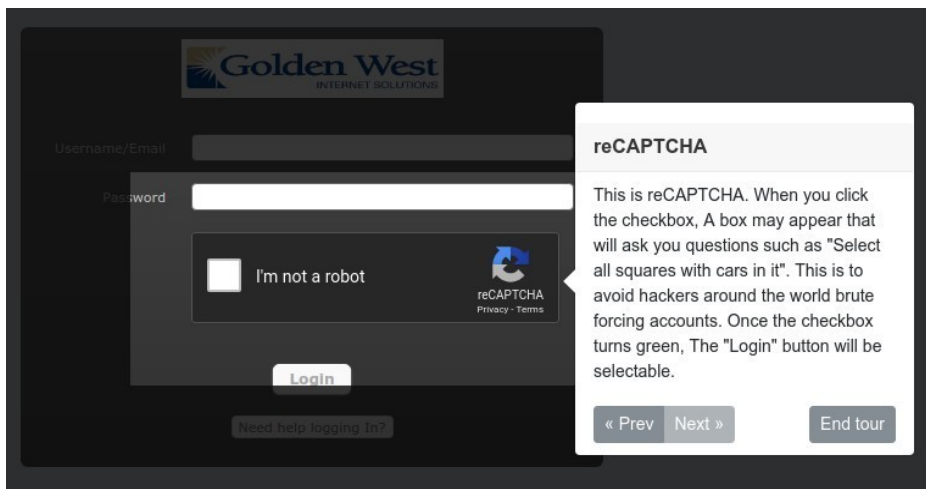 Golden West
INTERNET SOLUTIONS
Username/Email
Password
I'm not a robot
reCAPTCHA
Privacy - Terms
Login
Need help logging In?
reCAPTCHA
This is reCAPTCHA. When you click
the checkbox, A box may appear that
will ask you questions such as "Select
all squares with cars in it". This is to
avoid hackers around the world brute
forcing accounts. Once the checkbox
turns green, The "Login" button will be
selectable.
« Prev Next » End tour